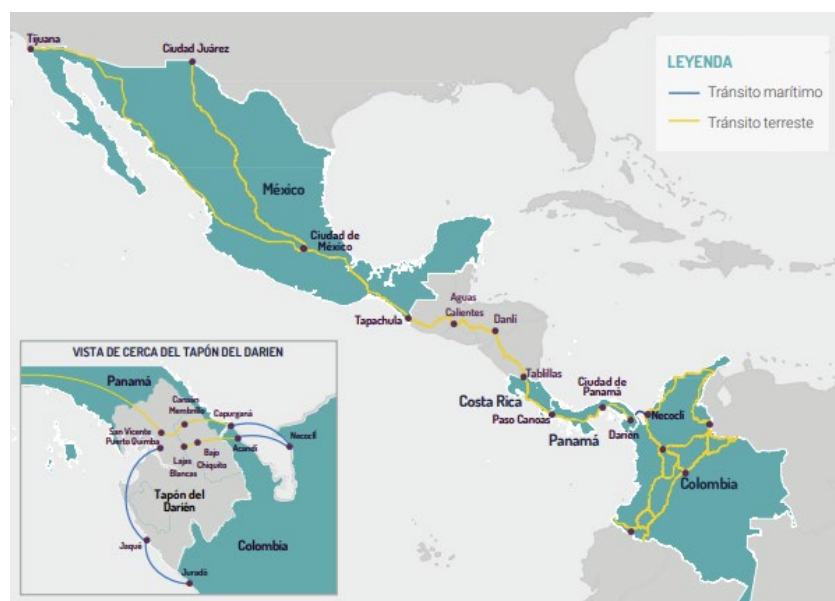 Tijuana
Ciudad Juárez
LEYENDA
Tránsito marítimo
Tránsito terreste
México
Ciudad de
México
Tapachula
Aguas
Calientes
Danlí
Tablillas
Costa Rica
Paso Canoas
Ciudad de
Panamá
Panamá
Darién
Necoclí
Colombia
VISTA DE CERCA DEL TAPÓN DEL DARIEN
Panamá
Canaán
Membrillo
Capurganá
San Vicente
Puerto Quimba
Acandí
Necoclí
Lajas
Blancas
Bajo
Chiquito
Tapón del
Darién
Jaqué
Colombia
Juradó